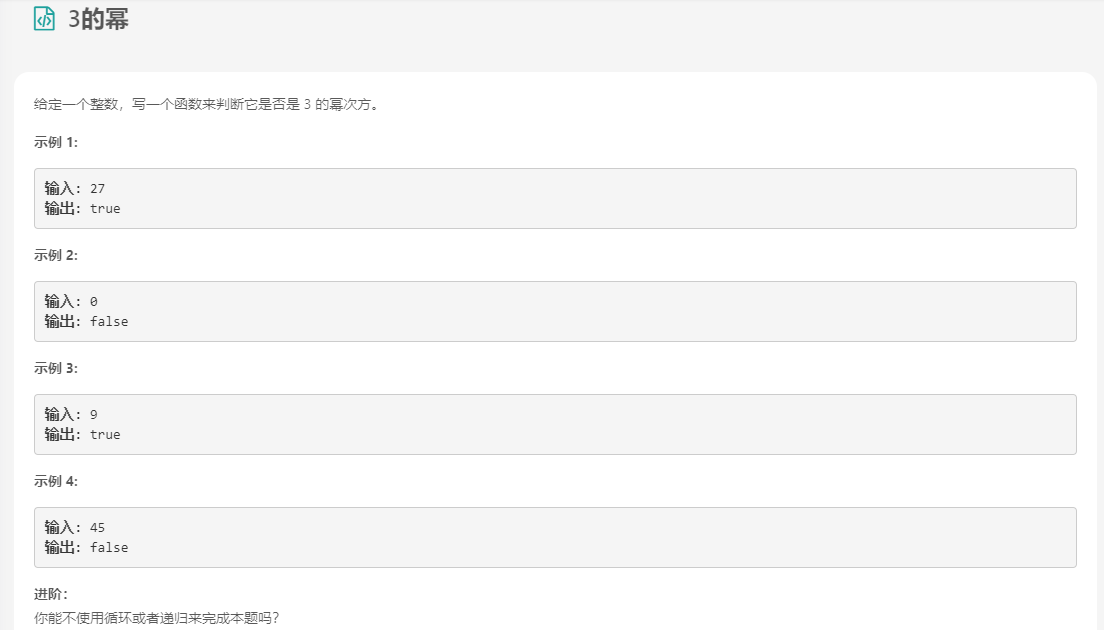 3的幂
给定一个整数，写一个函数来判断它是否是 3 的幂次方。
示例 1:
输入: 27
输出: true
示例 2:
输入: 0
输出: false
示例 3:
输入: 9
输出: true
示例 4:
输入: 45
输出: false
进阶：
你能不使用循环或者递归来完成本题吗？